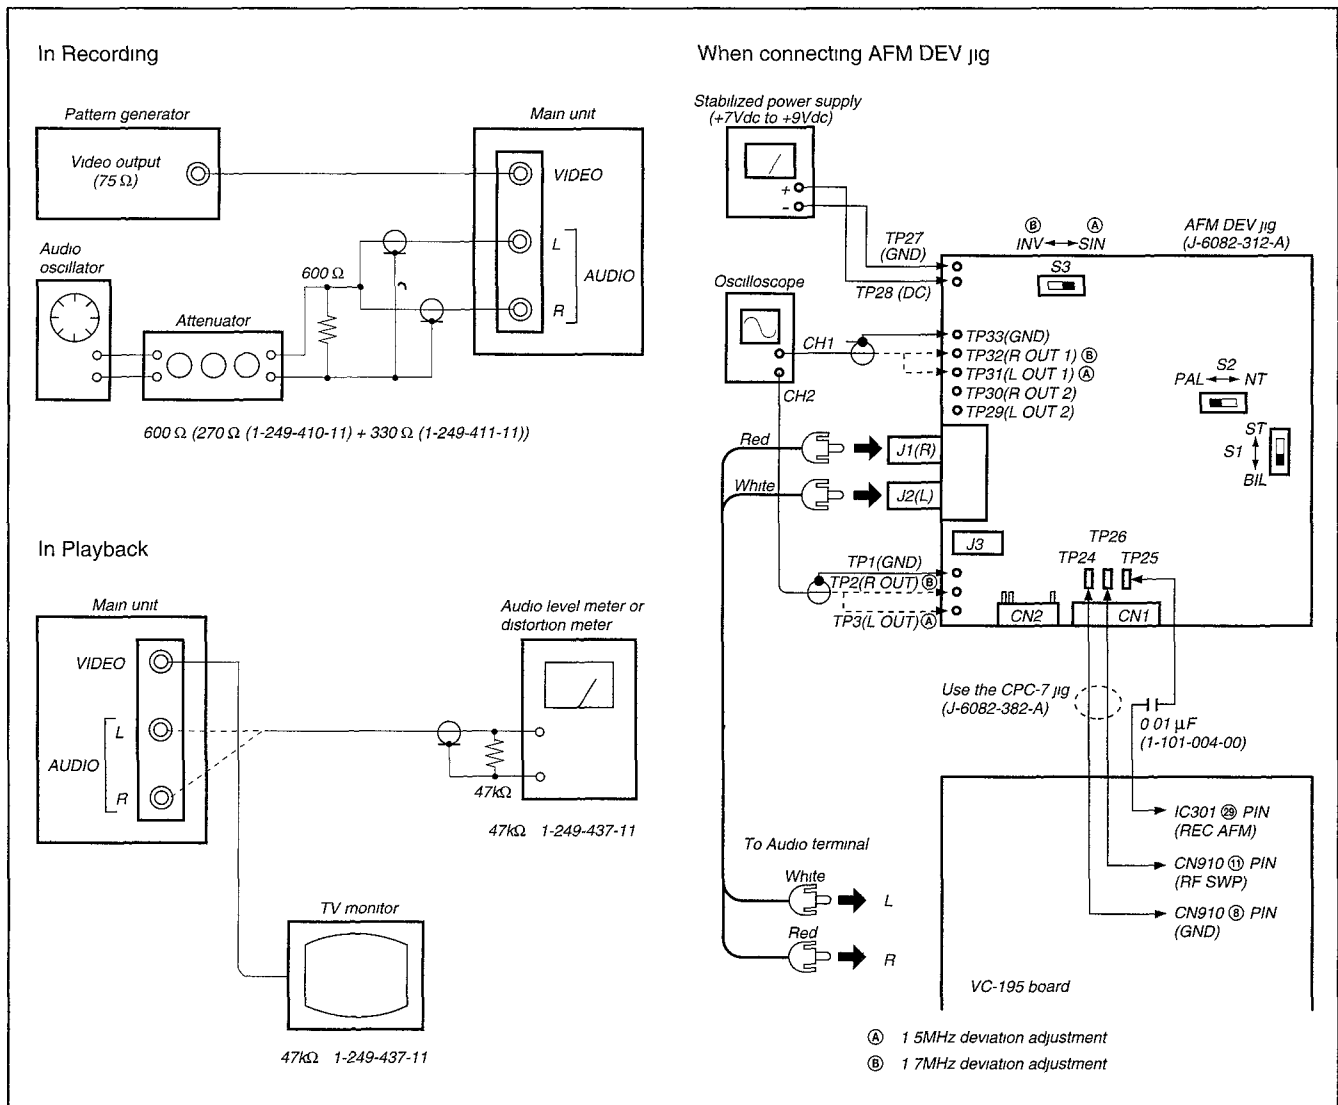 In Recording
Pattern generator
Video output
(75 Ω)
Main unit
VIDEO
L
AUDIO
R
Audio
oscillator
Attenuator
600 Ω
600 Ω (270 Ω (1-249-410-11) + 330 Ω (1-249-411-11))
In Playback
Main unit
VIDEO
L
AUDIO
R
Audio level meter or
distortion meter
47kΩ
47kΩ 1-249-437-11
TV monitor
47kΩ 1-249-437-11
When connecting AFM DEV jig
Stabilized power supply
(+7Vdc to +9Vdc)
+
-
TP27
(GND)
TP28 (DC)
Ⓑ Ⓐ
INV SIN
S3
AFM DEV jig
(J-6082-312-A)
Oscilloscope
CH1
CH2
TP33(GND)
TP32(R OUT 1) Ⓑ
TP31(L OUT 1) Ⓐ
TP30(R OUT 2)
TP29(L OUT 2)
S2
PAL NT
ST
S1
BIL
Red
J1(R)
White
J2(L)
J3
TP1(GND)
TP2(R OUT) Ⓑ
TP3(L OUT) Ⓐ
TP26
TP24 TP25
CN2
CN1
Use the CPC-7 jig
(J-6082-382-A)
0 01 µF
(1-101-004-00)
IC301 ㉙ PIN
(REC AFM)
CN910 ⑪ PIN
(RF SWP)
CN910 ⑧ PIN
(GND)
VC-195 board
To Audio terminal
White
L
Red
R
Ⓐ 1 5MHz deviation adjustment
Ⓑ 1 7MHz deviation adjustment